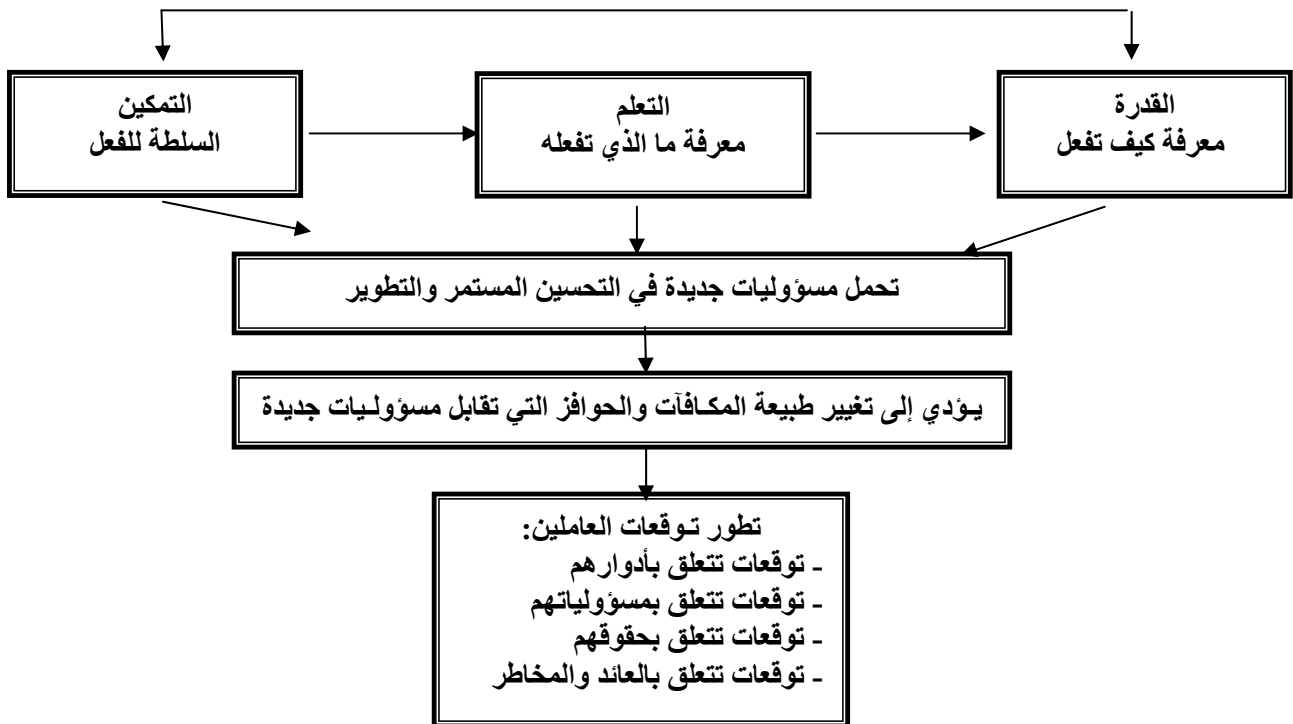 القدرة
معرفة كيف تفعل
التعلم
معرفة ما الذي تفعله
التمكين
السلطة للفعل
تحمل مسؤوليات جديدة في التحسين المستمر والتطوير
يـؤدي إلى تغيير طبيعة المكـافآت والحوافز التي تقابل مسؤولـيات جديدة
تطور تـوقعات العاملين:
- توقعات تتعلق بأدوارهم
- توقعات تتعلق بمسؤولياتهم
- توقعات تتعلق بحقوقهم
- توقعات تتعلق بالعائد والمخاطر